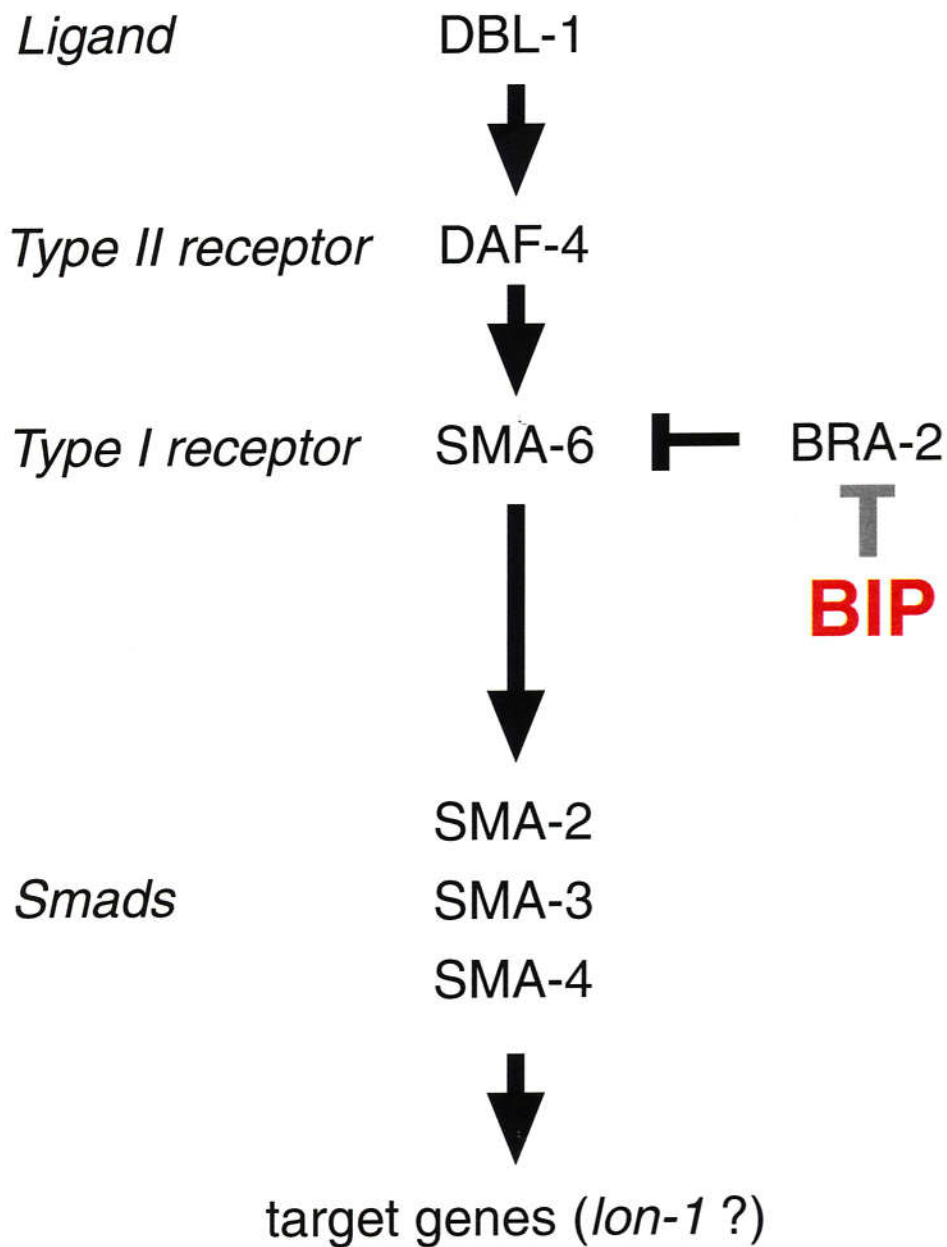 Ligand DBL-1
Type II receptor DAF-4
Type I receptor SMA-6 BRA-2
BIP
SMA-2
Smads SMA-3
SMA-4
target genes (lon-1 ?)